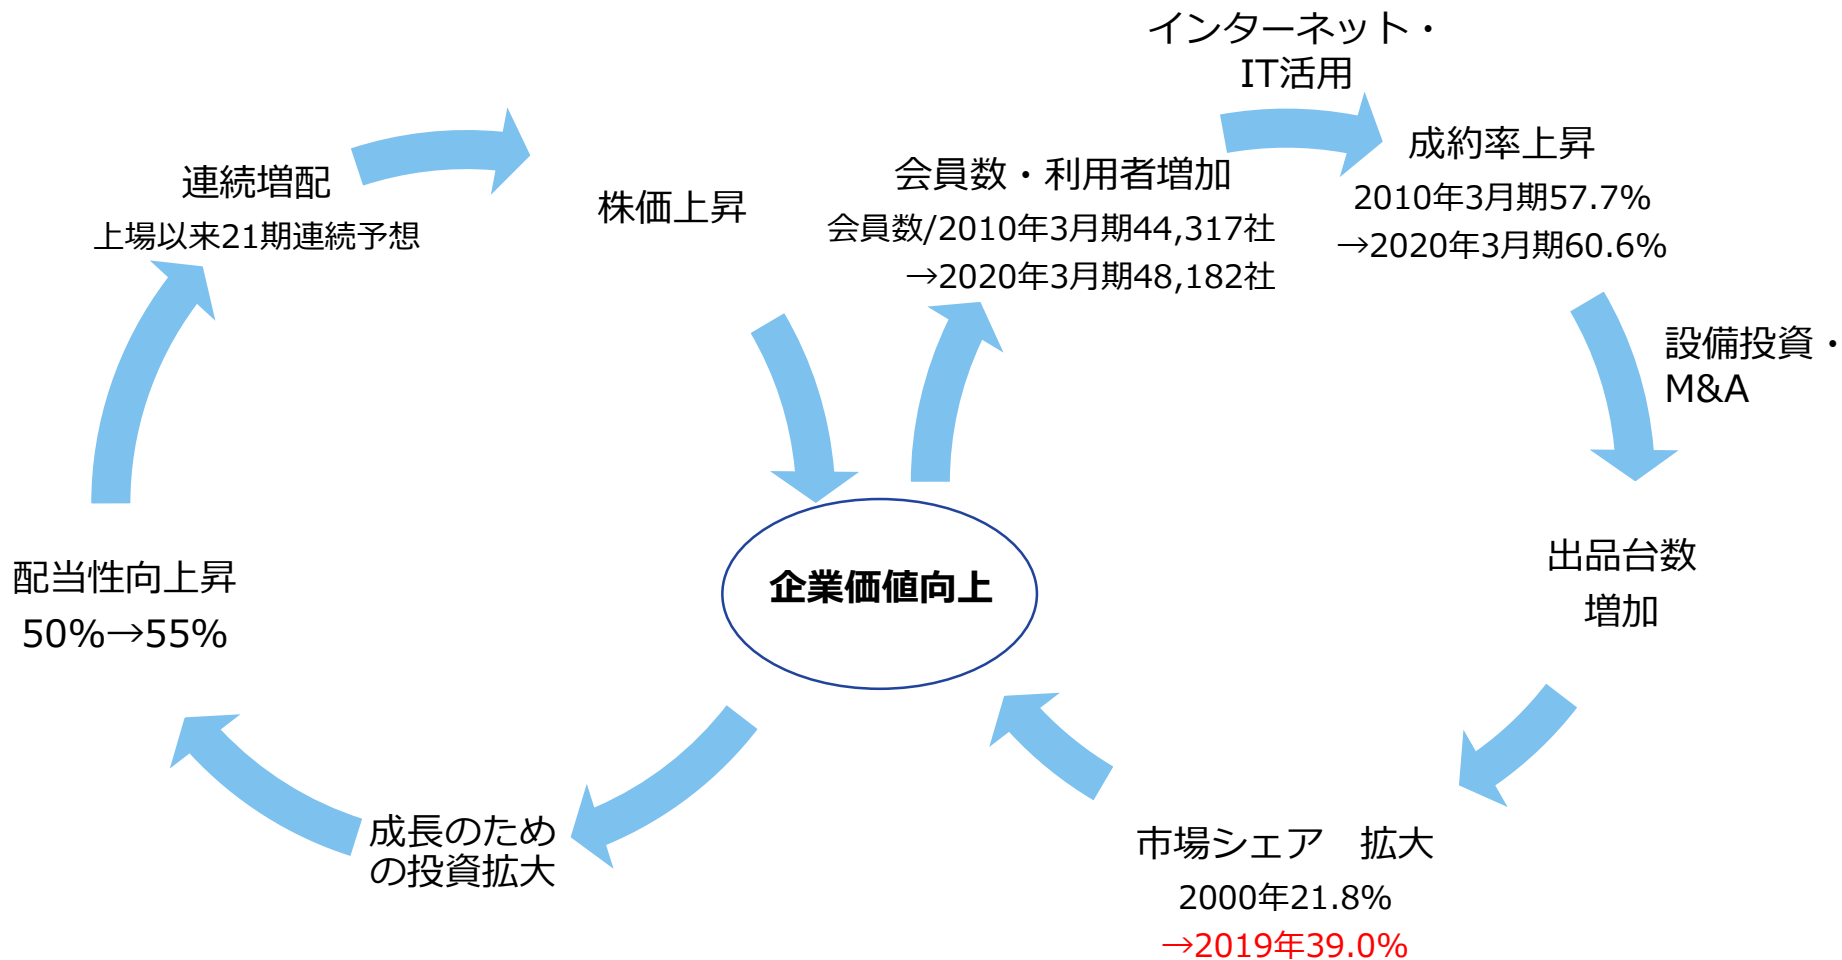 インターネット・
IT活用
成約率上昇
2010年3月期57.7%
→2020年3月期60.6%
会員数・利用者増加
会員数/2010年3月期44,317社
→2020年3月期48,182社
連続増配
上場以来21期連続予想
株価上昇
設備投資・
M&A
出品台数
増加
企業価値向上
配当性向上昇
50%→55%
成長のため
の投資拡大
市場シェア　拡大
2000年21.8%
→2019年39.0%